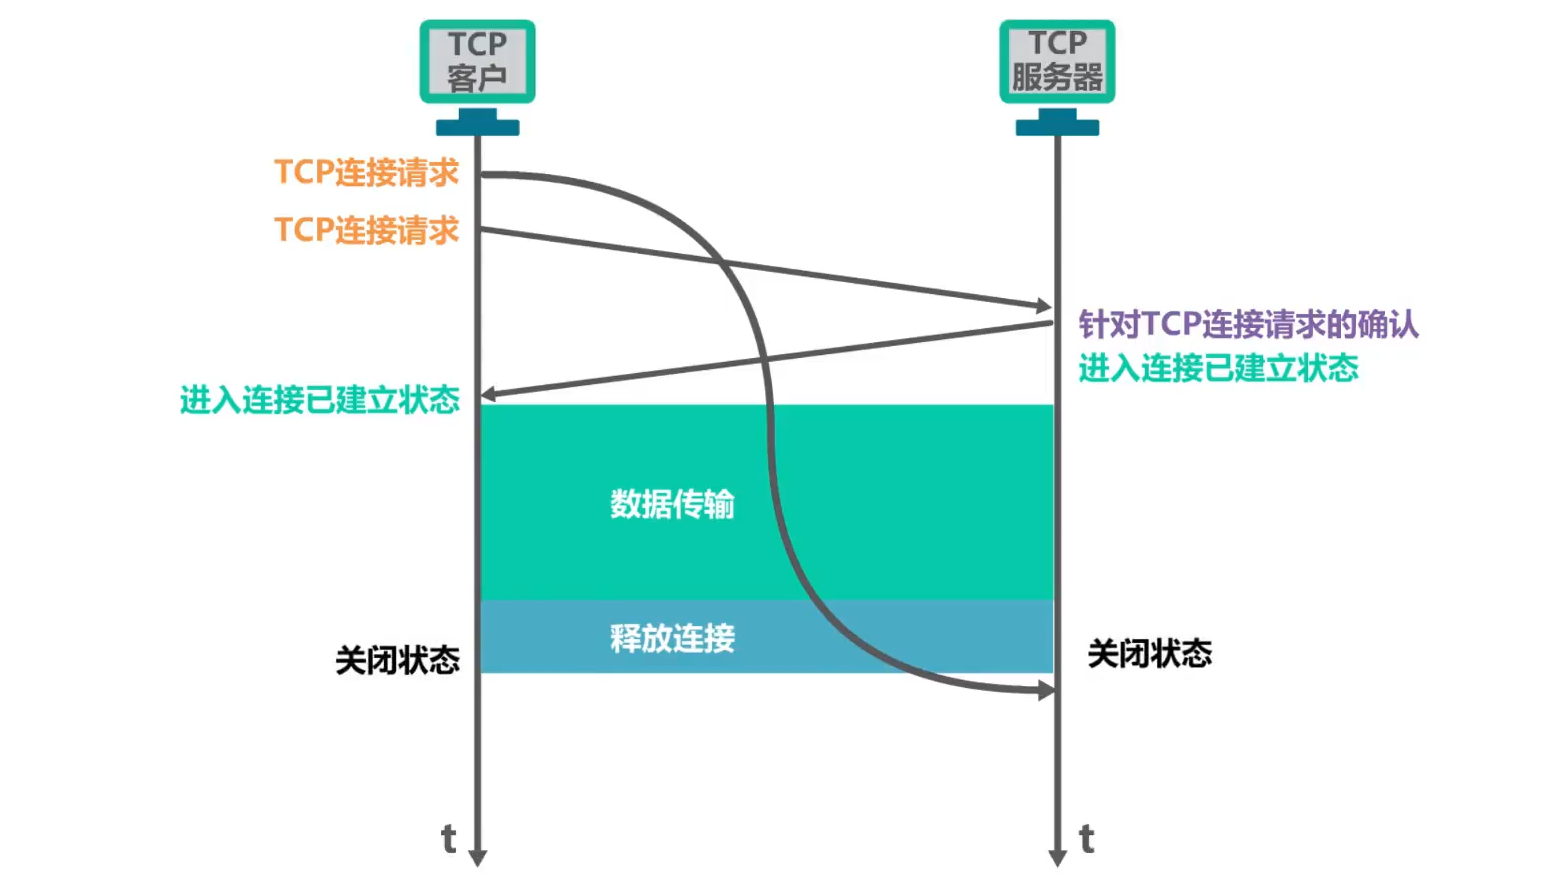 TCP
客户
TCP
服务器
TCP连接请求
TCP连接请求
针对TCP连接请求的确认
进入连接已建立状态
进入连接已建立状态
数据传输
释放连接
关闭状态
关闭状态
t
t